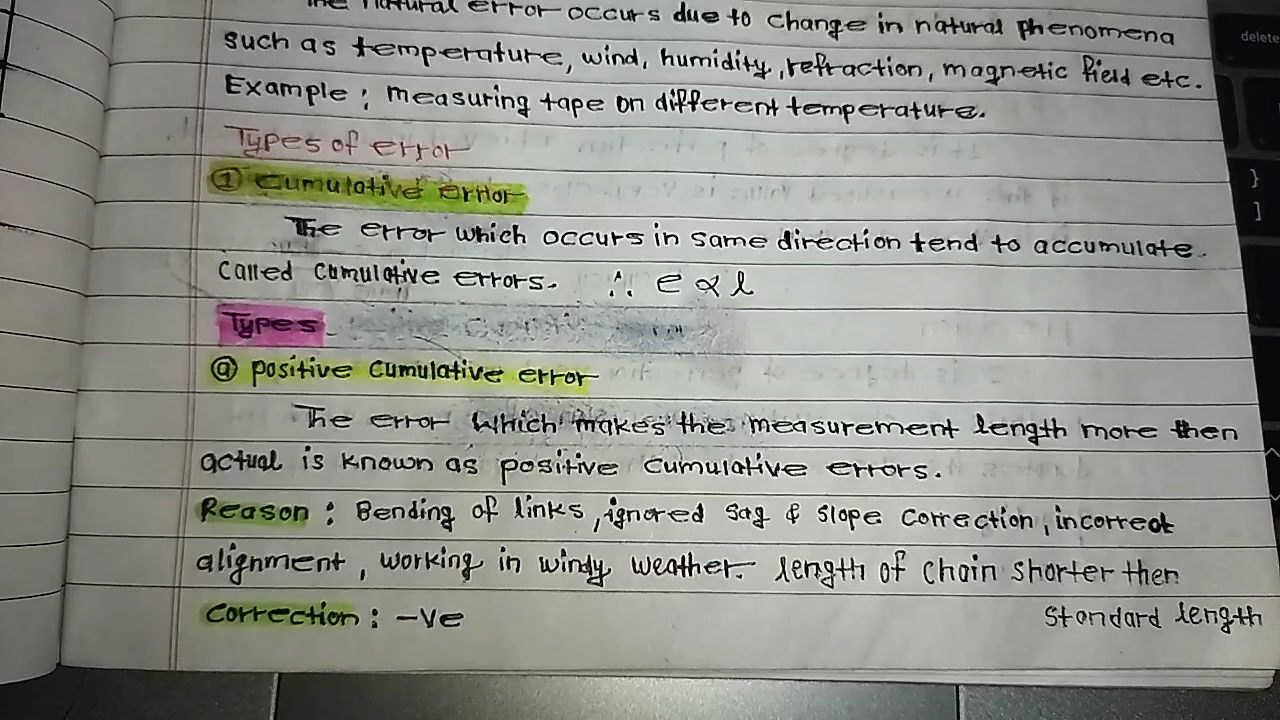 The natural error occurs due to change in natural phenomena
such as temperature, wind, humidity, refraction, magnetic field etc.
Example : measuring tape on different temperature.
Types of error
① Cumulative error
The error which occurs in same direction tend to accumulate.
Called cumulative errors. ∴ e ∝ l
Types
ⓐ positive cumulative error
The error which makes the measurement length more then
actual is known as positive cumulative errors.
Reason : Bending of links, ignored sag & slope correction, incorrect
alignment, working in windy weather. length of chain shorter then
standard length
Correction : -ve
delete
}
]